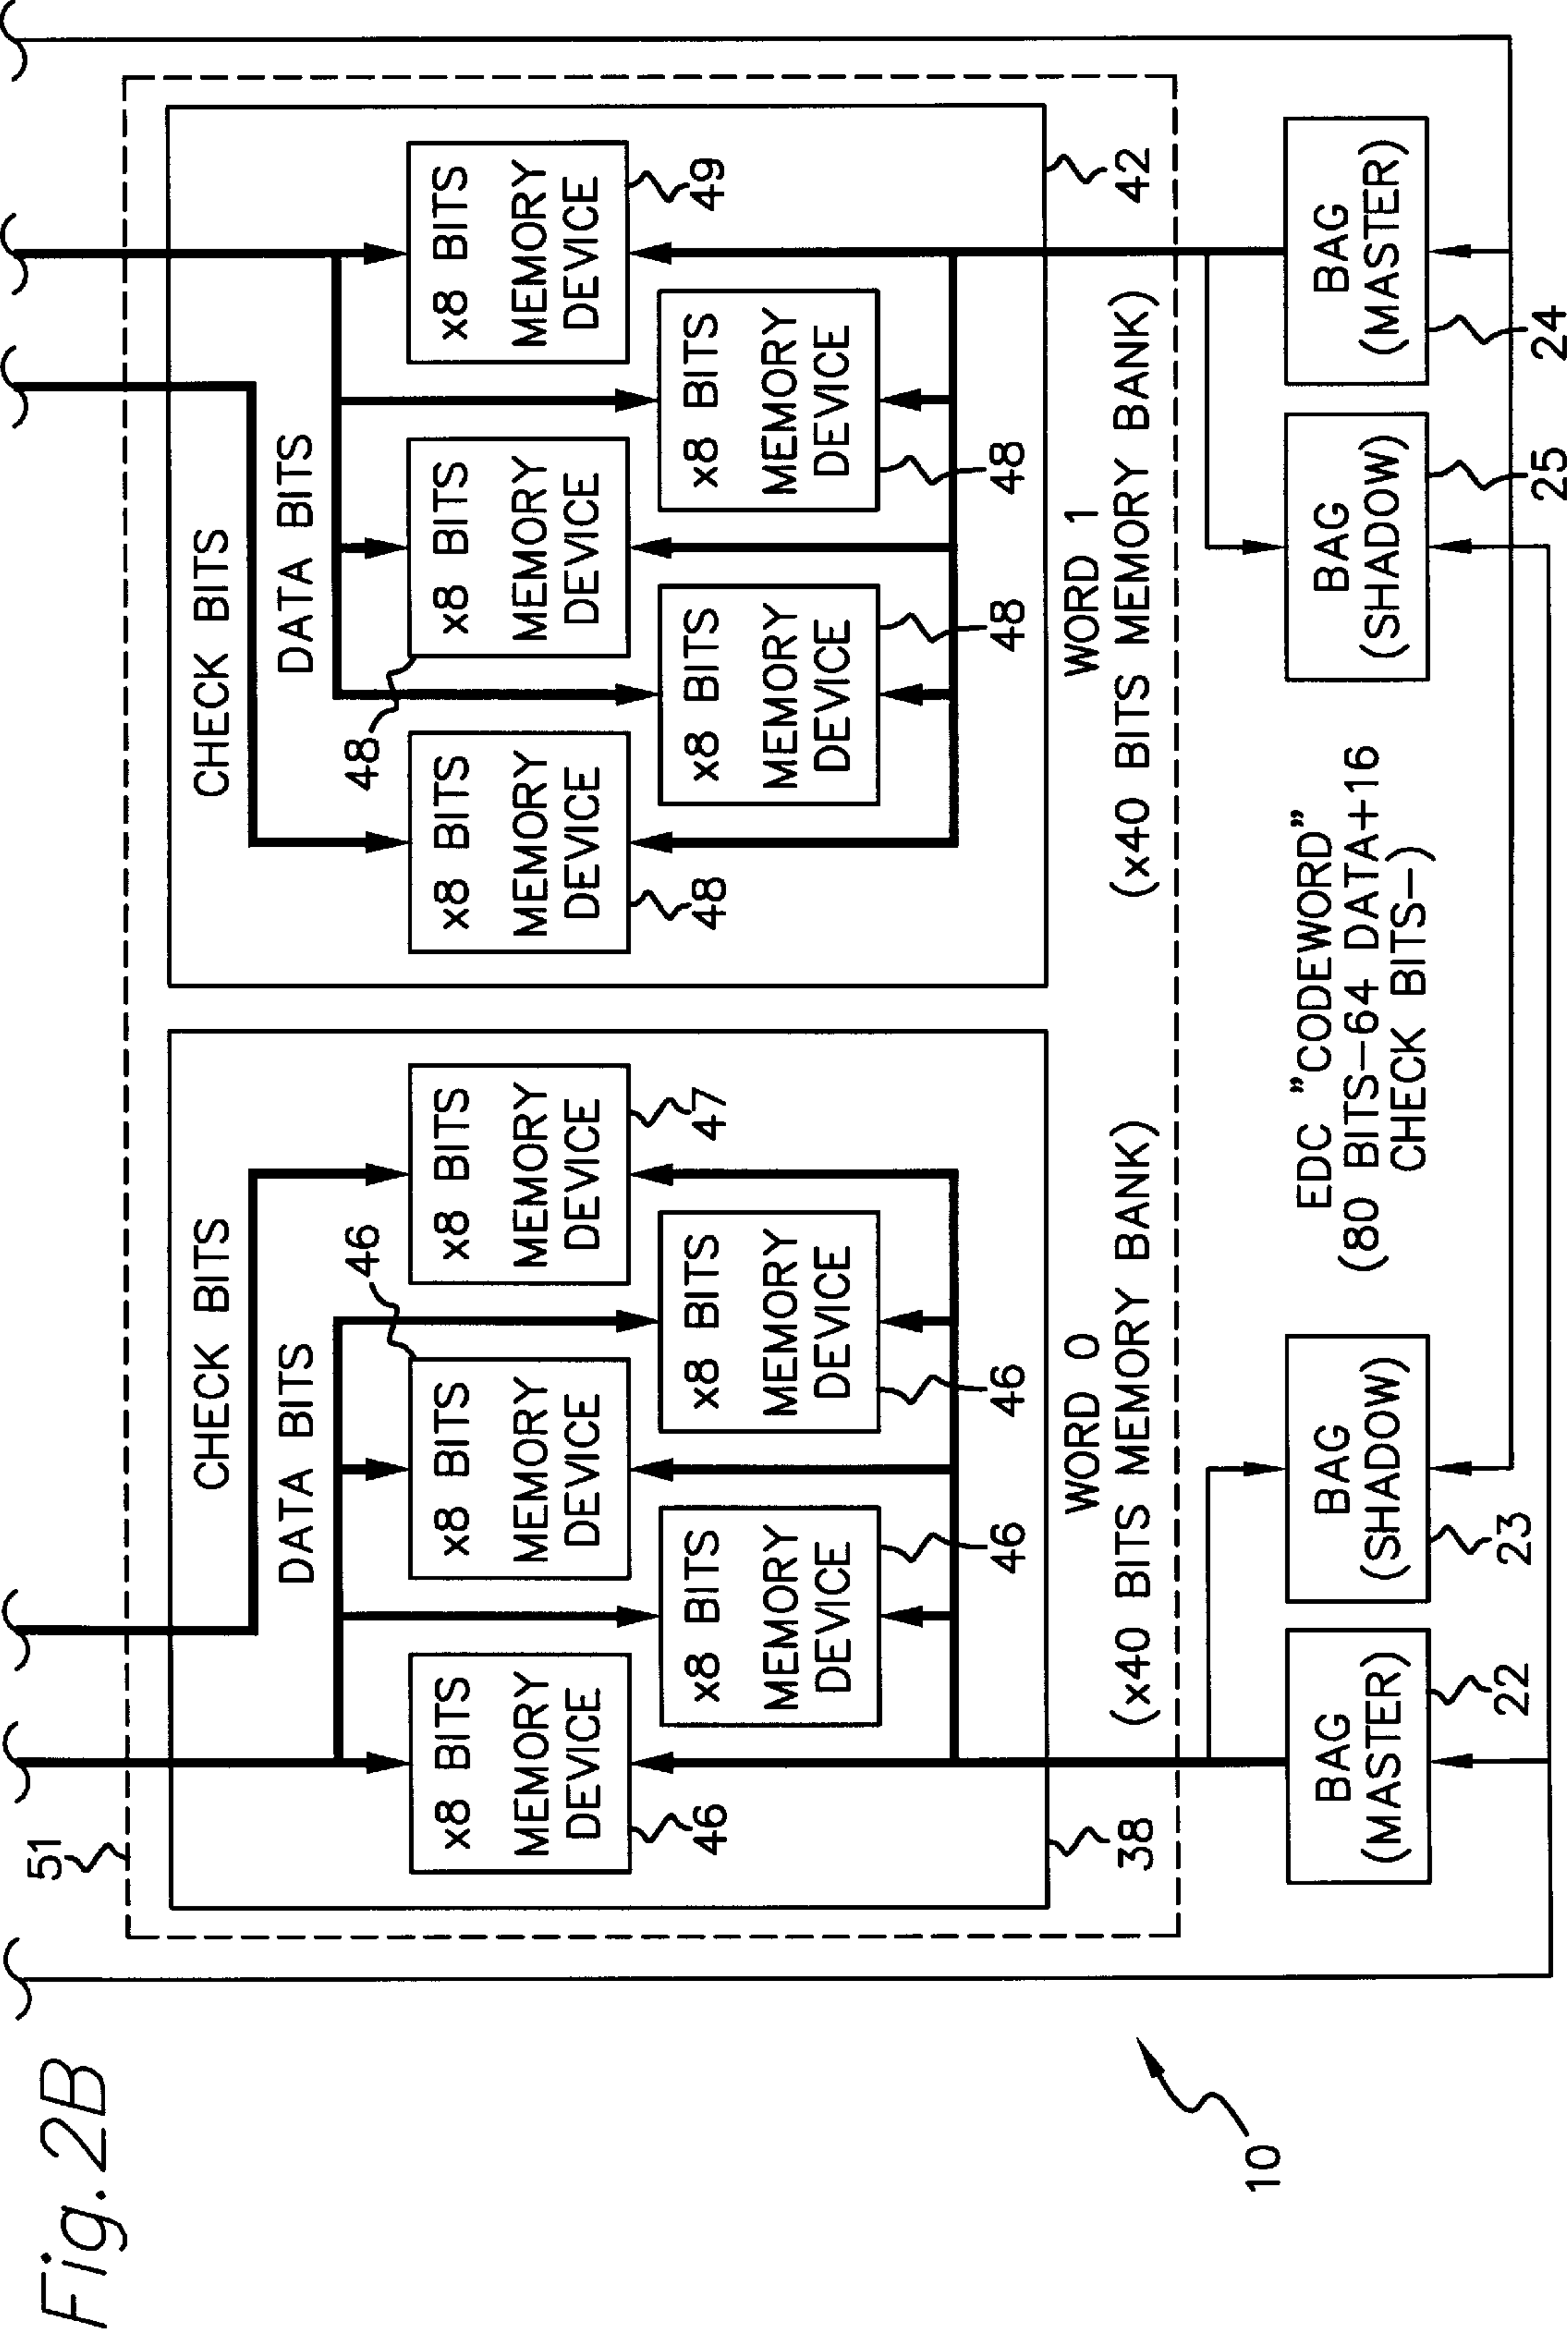 Fig. 2B
10
51
CHECK BITS
DATA BITS
x8 BITS
MEMORY
DEVICE
46
x8 BITS
MEMORY
DEVICE
46
x8 BITS
MEMORY
DEVICE
46
x8 BITS
MEMORY
DEVICE
46
x8 BITS
MEMORY
DEVICE
47
38
WORD 0
(x40 BITS MEMORY BANK)
CHECK BITS
DATA BITS
x8 BITS
MEMORY
DEVICE
48
x8 BITS
MEMORY
DEVICE
48
x8 BITS
MEMORY
DEVICE
48
x8 BITS
MEMORY
DEVICE
48
x8 BITS
MEMORY
DEVICE
49
42
WORD 1
(x40 BITS MEMORY BANK)
BAG
(MASTER)
22
BAG
(SHADOW)
23
EDC "CODEWORD"
(80 BITS-64 DATA+16
CHECK BITS-)
BAG
(SHADOW)
25
BAG
(MASTER)
24